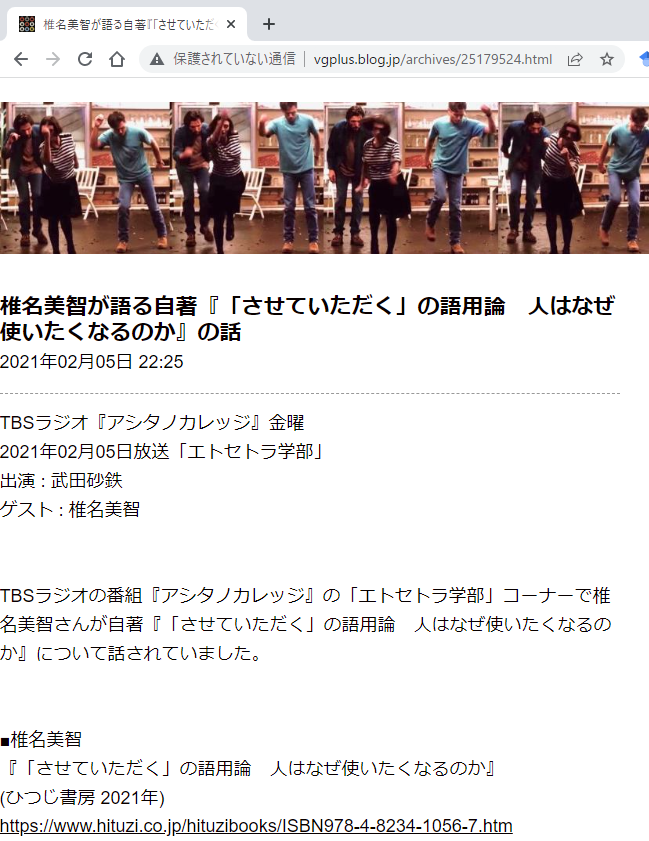 椎名美智が語る自著『「させていただ
保護されていない通信 | vgplus.blog.jp/archives/25179524.html
椎名美智が語る自著『「させていただく」の語用論　人はなぜ
使いたくなるのか』の話
2021年02月05日 22:25
TBSラジオ『アシタノカレッジ』金曜
2021年02月05日放送「エトセトラ学部」
出演 : 武田砂鉄
ゲスト : 椎名美智
TBSラジオの番組『アシタノカレッジ』の「エトセトラ学部」コーナーで椎
名美智さんが自著『「させていただく」の語用論　人はなぜ使いたくなるの
か』について話されていました。
■椎名美智
『「させていただく」の語用論　人はなぜ使いたくなるのか』
(ひつじ書房 2021年)
https://www.hituzi.co.jp/hituzibooks/ISBN978-4-8234-1056-7.htm